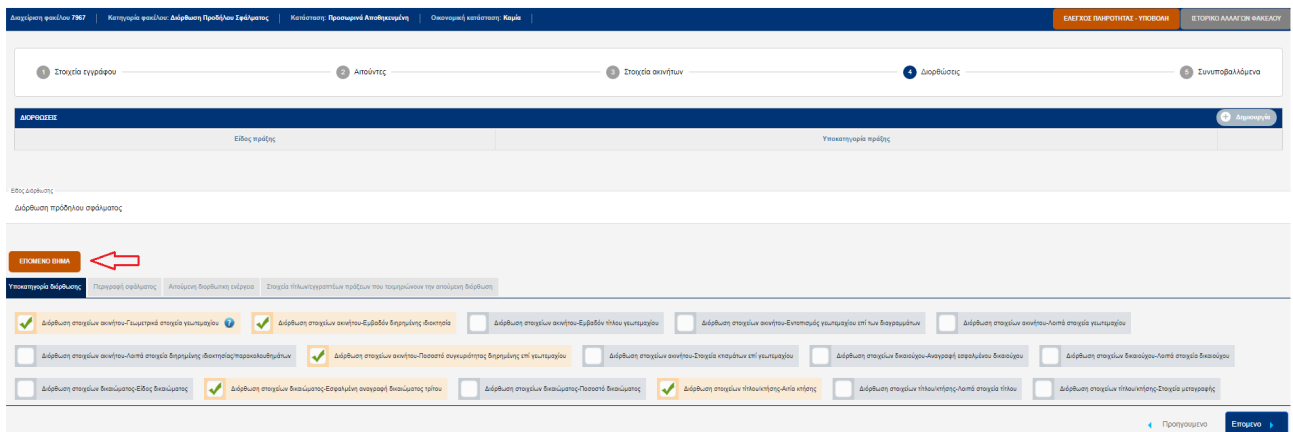 Διαχείριση φακέλου 7967 | Κατηγορία φακέλου: Διόρθωση Προδήλου Σφάλματος | Κατάσταση: Προσωρινά Αποθηκευμένη | Οικονομική κατάσταση: Καμία | ΕΛΕΓΧΟΣ ΠΛΗΡΟΤΗΤΑΣ - ΥΠΟΒΟΛΗ ΙΣΤΟΡΙΚΟ ΑΛΛΑΓΩΝ ΦΑΚΕΛΟΥ
1 Στοιχεία εγγράφου 2 Αιτούντες 3 Στοιχεία ακινήτων 4 Διορθώσεις 5 Συνυποβαλλόμενα
ΔΙΟΡΘΩΣΕΙΣ Δημιουργία
Είδος πράξης Υποκατηγορία πράξης
Είδος Διόρθωσης
Διόρθωση πρόδηλου σφάλματος
ΕΠΟΜΕΝΟ ΒΗΜΑ
Υποκατηγορία διόρθωσης Περιγραφή σφάλματος Αιτούμενη διορθωτικη ενέργεια Στοιχεία τίτλων/εγγραπτέων πράξεων που τεκμηριώνουν την αιτούμενη διόρθωση
Διόρθωση στοιχείων ακινήτου-Γεωμετρικά στοιχεία γεωτεμαχίου ? Διόρθωση στοιχείων ακινήτου-Εμβαδόν διηρημένης ιδιοκτησία Διόρθωση στοιχείων ακινήτου-Εμβαδόν τίτλου γεωτεμαχίου Διόρθωση στοιχείων ακινήτου-Εντοπισμός γεωτεμαχίου επί των διαγραμμάτων Διόρθωση στοιχείων ακινήτου-Λοιπά στοιχεία γεωτεμαχίου
Διόρθωση στοιχείων ακινήτου-Λοιπά στοιχεία διηρημένης ιδιοκτησίας/παρακολουθημάτων Διόρθωση στοιχείων ακινήτου-Ποσοστό συγκυριότητας διηρημένης επί γεωτεμαχίου Διόρθωση στοιχείων ακινήτου-Στοιχεία κτισμάτων επί γεωτεμαχίου Διόρθωση στοιχείων δικαιούχου-Αναγραφή εσφαλμένου δικαιούχου Διόρθωση στοιχείων δικαιούχου-Λοιπά στοιχεία δικαιούχου
Διόρθωση στοιχείων δικαιώματος-Είδος δικαιώματος Διόρθωση στοιχείων δικαιώματος-Εσφαλμένη αναγραφή δικαιώματος τρίτου Διόρθωση στοιχείων δικαιώματος-Ποσοστό δικαιώματος Διόρθωση στοιχείων τίτλου/κτήσης-Αιτία κτήσης Διόρθωση στοιχείων τίτλου/κτήσης-Λοιπά στοιχεία τίτλου Διόρθωση στοιχείων τίτλου/κτήσης-Στοιχεία μεταγραφής
Προηγουμενο Επομενο